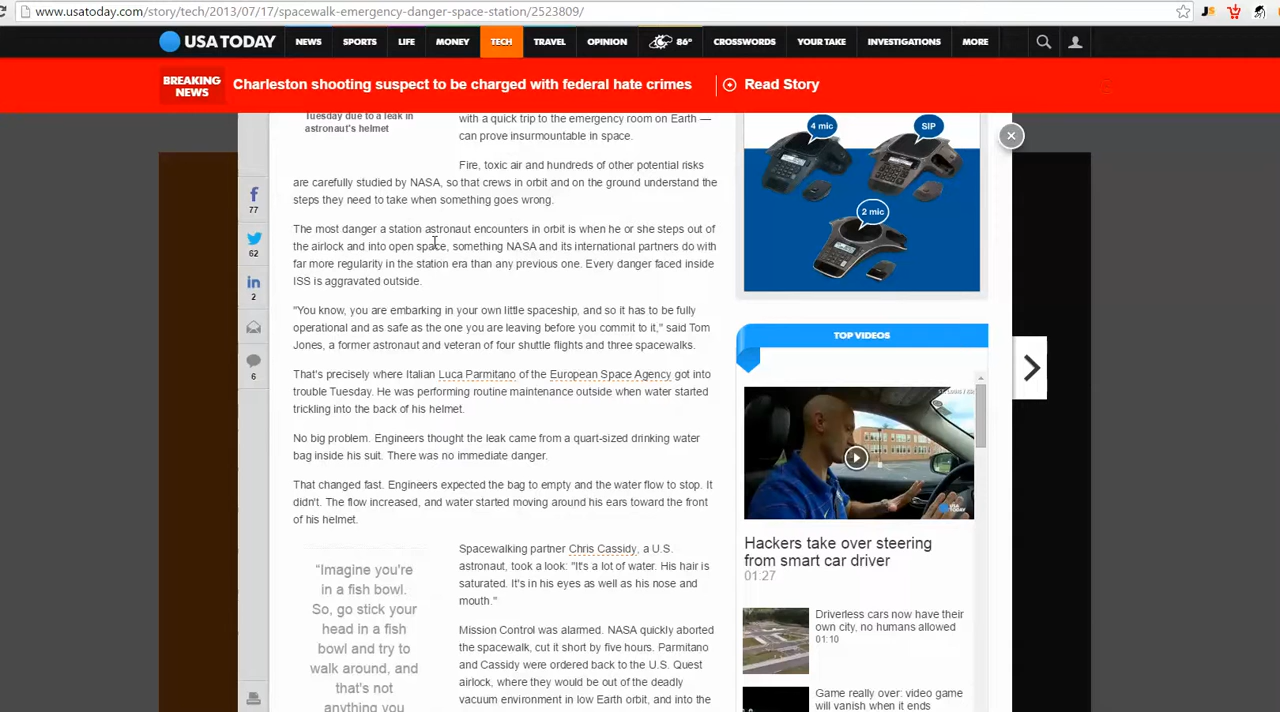 www.usatoday.com/story/tech/2013/07/17/spacewalk-emergency-danger-space-station/2523809/
USA TODAY
NEWS
SPORTS
LIFE
MONEY
TECH
TRAVEL
OPINION
86°
CROSSWORDS
YOUR TAKE
INVESTIGATIONS
MORE
BREAKING
NEWS
Charleston shooting suspect to be charged with federal hate crimes
Read Story
Tuesday due to a leak in
astronaut's helmet
with a quick trip to the emergency room on Earth —
can prove insurmountable in space.
Fire, toxic air and hundreds of other potential risks
are carefully studied by NASA, so that crews in orbit and on the ground understand the
steps they need to take when something goes wrong.
The most danger a station astronaut encounters in orbit is when he or she steps out of
the airlock and into open space, something NASA and its international partners do with
far more regularity in the station era than any previous one. Every danger faced inside
ISS is aggravated outside.
"You know, you are embarking in your own little spaceship, and so it has to be fully
operational and as safe as the one you are leaving before you commit to it," said Tom
Jones, a former astronaut and veteran of four shuttle flights and three spacewalks.
That's precisely where Italian Luca Parmitano of the European Space Agency got into
trouble Tuesday. He was performing routine maintenance outside when water started
trickling into the back of his helmet.
No big problem. Engineers thought the leak came from a quart-sized drinking water
bag inside his suit. There was no immediate danger.
That changed fast. Engineers expected the bag to empty and the water flow to stop. It
didn't. The flow increased, and water started moving around his ears toward the front
of his helmet.
Spacewalking partner Chris Cassidy, a U.S.
astronaut, took a look: "It's a lot of water. His hair is
saturated. It's in his eyes as well as his nose and
mouth."
Mission Control was alarmed. NASA quickly aborted
the spacewalk, cut it short by five hours. Parmitano
and Cassidy were ordered back to the U.S. Quest
airlock, where they would be out of the deadly
vacuum environment in low Earth orbit, and into the
"Imagine you're
in a fish bowl.
So, go stick your
head in a fish
bowl and try to
walk around, and
that's not
anything you
77
62
2
6
4 mic
SIP
2 mic
TOP VIDEOS
USA
TODAY
Hackers take over steering
from smart car driver
01:27
Driverless cars now have their
own city, no humans allowed
01:10
Game really over: video game
will vanish when it ends